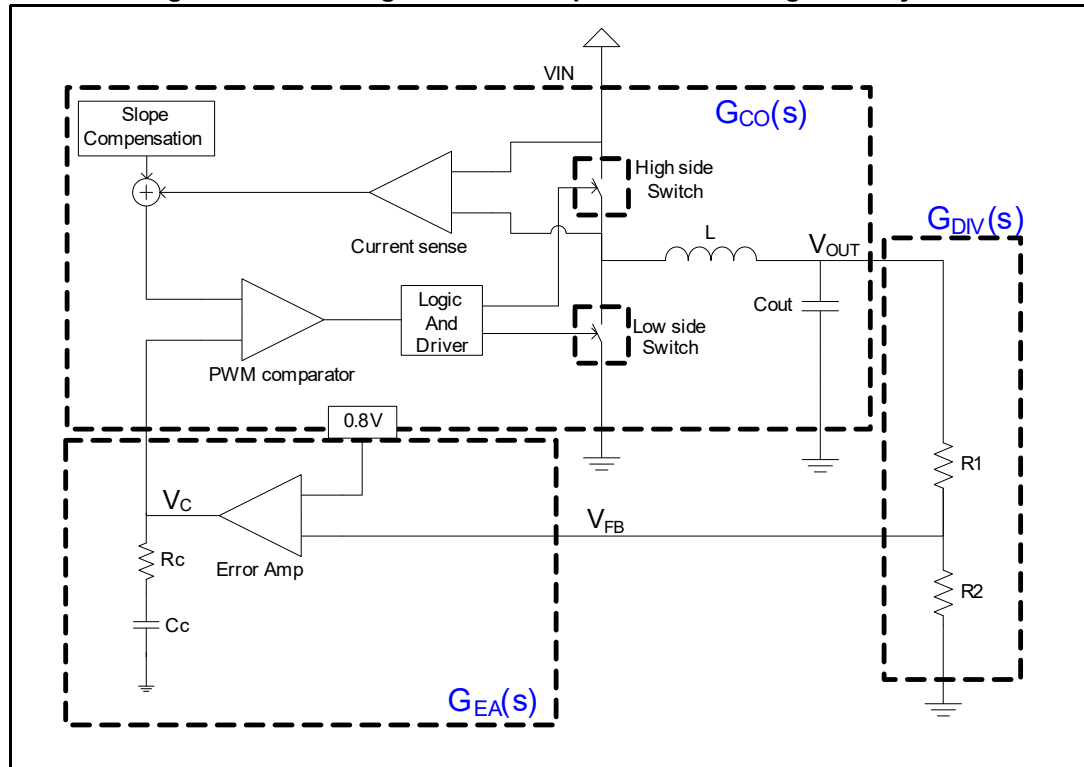 VIN
G_CO(s)
Slope
Compensation
+
Current sense
High side
Switch
G_DIV(s)
L
V_OUT
Cout
Logic
And
Driver
Low side
Switch
PWM comparator
0.8V
V_C
Error Amp
V_FB
R1
Rc
Cc
R2
G_EA(s)